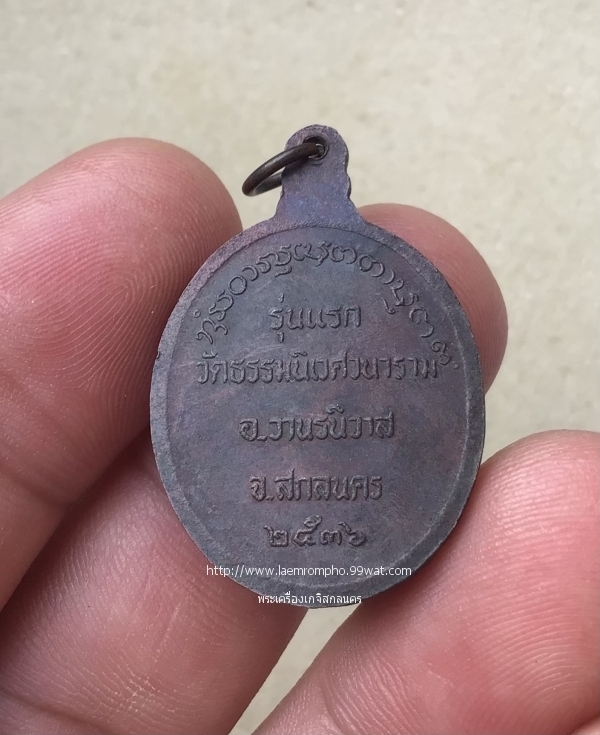 รุ่นแรก
วัดธรรมนิเวศวนาราม
อ.วานรนิวาส
จ.สกลนคร
๒๕๓๖
http://www.laemrompho.99wat.com
พระเครื่องเกจิสกลนคร